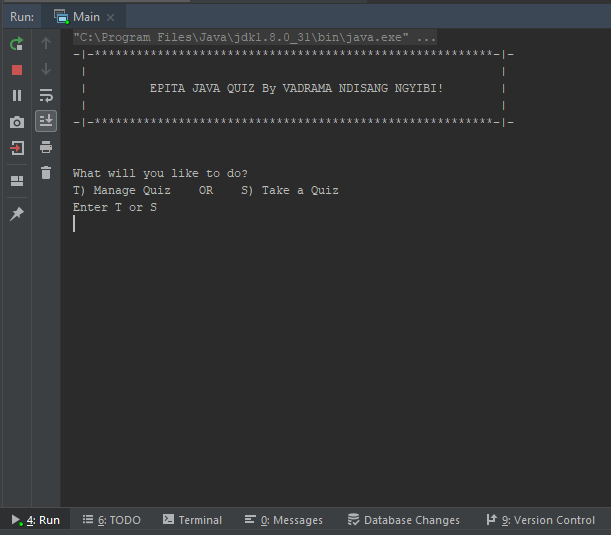 Run: Main
"C:\Program Files\Java\jdk1.8.0_31\bin\java.exe" ...
-|-*********************************************************-|-
| |
| EPITA JAVA QUIZ By VADRAMA NDISANG NGYIBI! |
| |
-|-*********************************************************-|-
What will you like to do?
T) Manage Quiz OR S) Take a Quiz
Enter T or S
4: Run 6: TODO Terminal 0: Messages Database Changes 9: Version Control